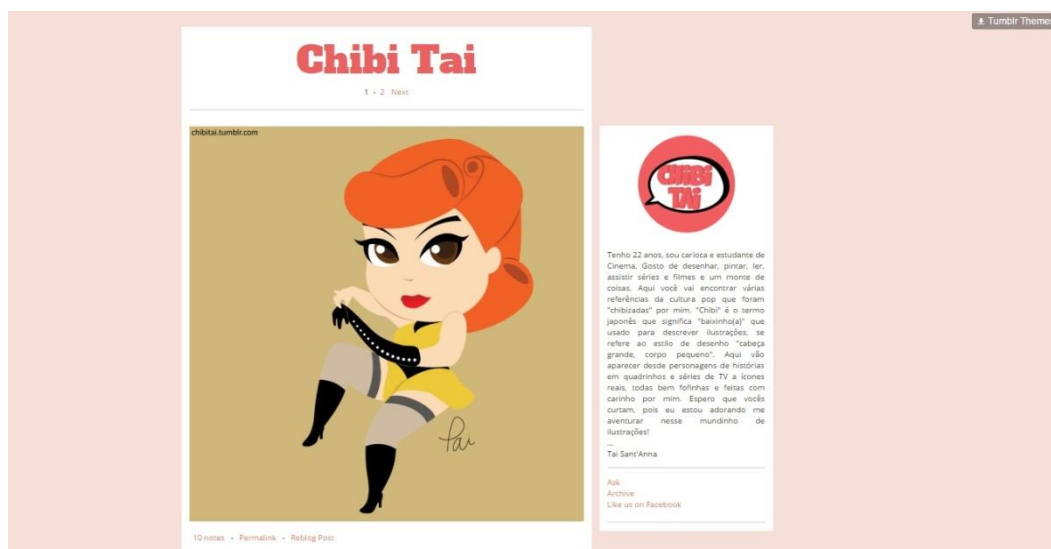 Tumblr Themes
Chibi Tai
1 - 2 Next
chibitai.tumblr.com
Tai
10 notes - Permalink - Reblog Post
CHIBI
TAI
Tenho 22 anos, sou carioca e estudante de
Cinema. Gosto de desenhar, pintar, ler,
assistir séries e filmes e um monte de
coisas. Aqui você vai encontrar várias
referências da cultura pop que foram
"chibizadas" por mim. "Chibi" é o termo
japonês que significa "baixinho(a)" que
usado para descrever ilustrações, se
refere ao estilo de desenho "cabeça
grande, corpo pequeno". Aqui vão
aparecer desde personagens de histórias
em quadrinhos e séries de TV a ícones
reais, todas bem fofinhas e feitas com
carinho por mim. Espero que vocês
curtam, pois eu estou adorando me
aventurar nesse mundinho de
ilustrações!
—
Tai Sant'Anna
Ask
Archive
Like us on Facebook